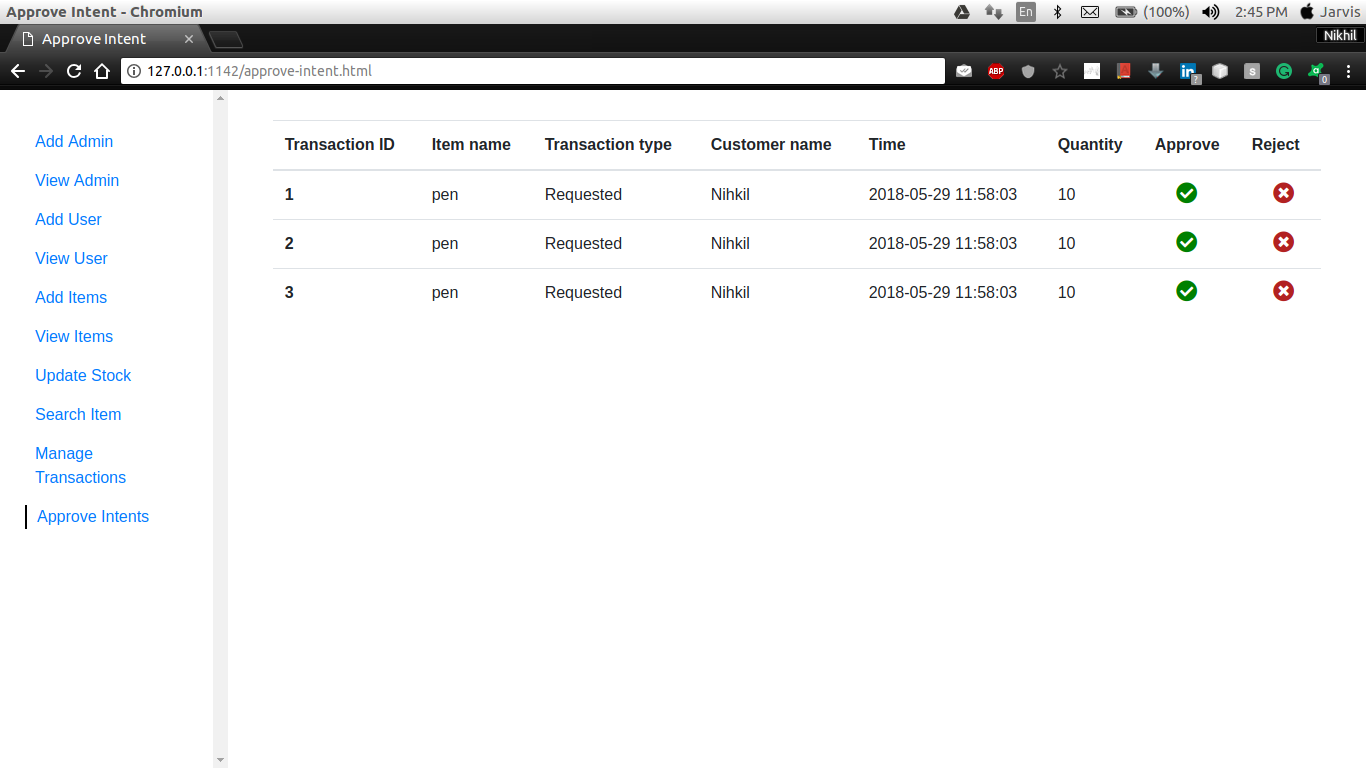 Approve Intent - Chromium
En
(100%)
2:45 PM
Jarvis
Approve Intent
Nikhil
127.0.0.1:1142/approve-intent.html
ABP
in
?
S
G
a
0
Add Admin
View Admin
Add User
View User
Add Items
View Items
Update Stock
Search Item
Manage
Transactions
Approve Intents
Transaction ID Item name Transaction type Customer name Time Quantity Approve Reject
1 pen Requested Nihkil 2018-05-29 11:58:03 10
2 pen Requested Nihkil 2018-05-29 11:58:03 10
3 pen Requested Nihkil 2018-05-29 11:58:03 10